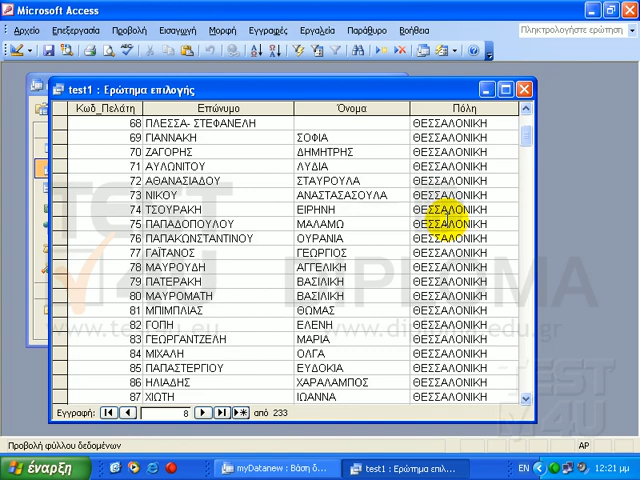 Microsoft Access
Αρχείο Επεξεργασία Προβολή Εισαγωγή Μορφή Εγγραφές Εργαλεία Παράθυρο Βοήθεια Πληκτρολογήστε ερώτηση
test1 : Ερώτημα επιλογής
Κωδ_Πελάτη Επώνυμο Όνομα Πόλη
68 ΠΛΕΣΣΑ- ΣΤΕΦΑΝΕΛΗ ΘΕΣΣΑΛΟΝΙΚΗ
69 ΓΙΑΝΝΑΚΗ ΣΟΦΙΑ ΘΕΣΣΑΛΟΝΙΚΗ
70 ΖΑΓΟΡΗΣ ΔΗΜΗΤΡΗΣ ΘΕΣΣΑΛΟΝΙΚΗ
71 ΑΥΛΩΝΙΤΟΥ ΛΥΔΙΑ ΘΕΣΣΑΛΟΝΙΚΗ
72 ΑΘΑΝΑΣΙΑΔΟΥ ΣΤΑΥΡΟΥΛΑ ΘΕΣΣΑΛΟΝΙΚΗ
73 ΝΙΚΟΥ ΑΝΑΣΤΑΣΑΣΟΥΛΑ ΘΕΣΣΑΛΟΝΙΚΗ
74 ΤΣΟΥΡΑΚΗ ΕΙΡΗΝΗ ΘΕΣΣΑΛΟΝΙΚΗ
75 ΠΑΠΑΔΟΠΟΥΛΟΥ ΜΑΛΑΜΩ ΘΕΣΣΑΛΟΝΙΚΗ
76 ΠΑΠΑΚΩΝΣΤΑΝΤΙΝΟΥ ΟΥΡΑΝΙΑ ΘΕΣΣΑΛΟΝΙΚΗ
77 ΓΑΪΤΑΝΟΣ ΓΕΩΡΓΙΟΣ ΘΕΣΣΑΛΟΝΙΚΗ
78 ΜΑΥΡΟΥΔΗ ΑΓΓΕΛΙΚΗ ΘΕΣΣΑΛΟΝΙΚΗ
79 ΠΑΤΕΡΑΚΗ ΒΑΣΙΛΙΚΗ ΘΕΣΣΑΛΟΝΙΚΗ
80 ΜΑΥΡΟΜΑΤΗ ΒΑΣΙΛΙΚΗ ΘΕΣΣΑΛΟΝΙΚΗ
81 ΜΠΙΜΠΛΙΑΣ ΘΩΜΑΣ ΘΕΣΣΑΛΟΝΙΚΗ
82 ΓΟΠΗ ΕΛΕΝΗ ΘΕΣΣΑΛΟΝΙΚΗ
83 ΓΕΩΡΓΑΝΤΖΕΛΗ ΜΑΡΙΑ ΘΕΣΣΑΛΟΝΙΚΗ
84 ΜΙΧΑΛΗ ΟΛΓΑ ΘΕΣΣΑΛΟΝΙΚΗ
85 ΠΑΠΑΣΤΕΡΓΙΟΥ ΕΥΔΟΚΙΑ ΘΕΣΣΑΛΟΝΙΚΗ
86 ΗΛΙΑΔΗΣ ΧΑΡΑΛΑΜΠΟΣ ΘΕΣΣΑΛΟΝΙΚΗ
87 ΧΙΩΤΗ ΙΩΑΝΝΑ ΘΕΣΣΑΛΟΝΙΚΗ
Εγγραφή: 8 από 233
Προβολή φύλλου δεδομένων ΑΡ
έναρξη myDatanew : Βάση δ... test1 : Ερώτημα επιλ... EN 12:21 μμ